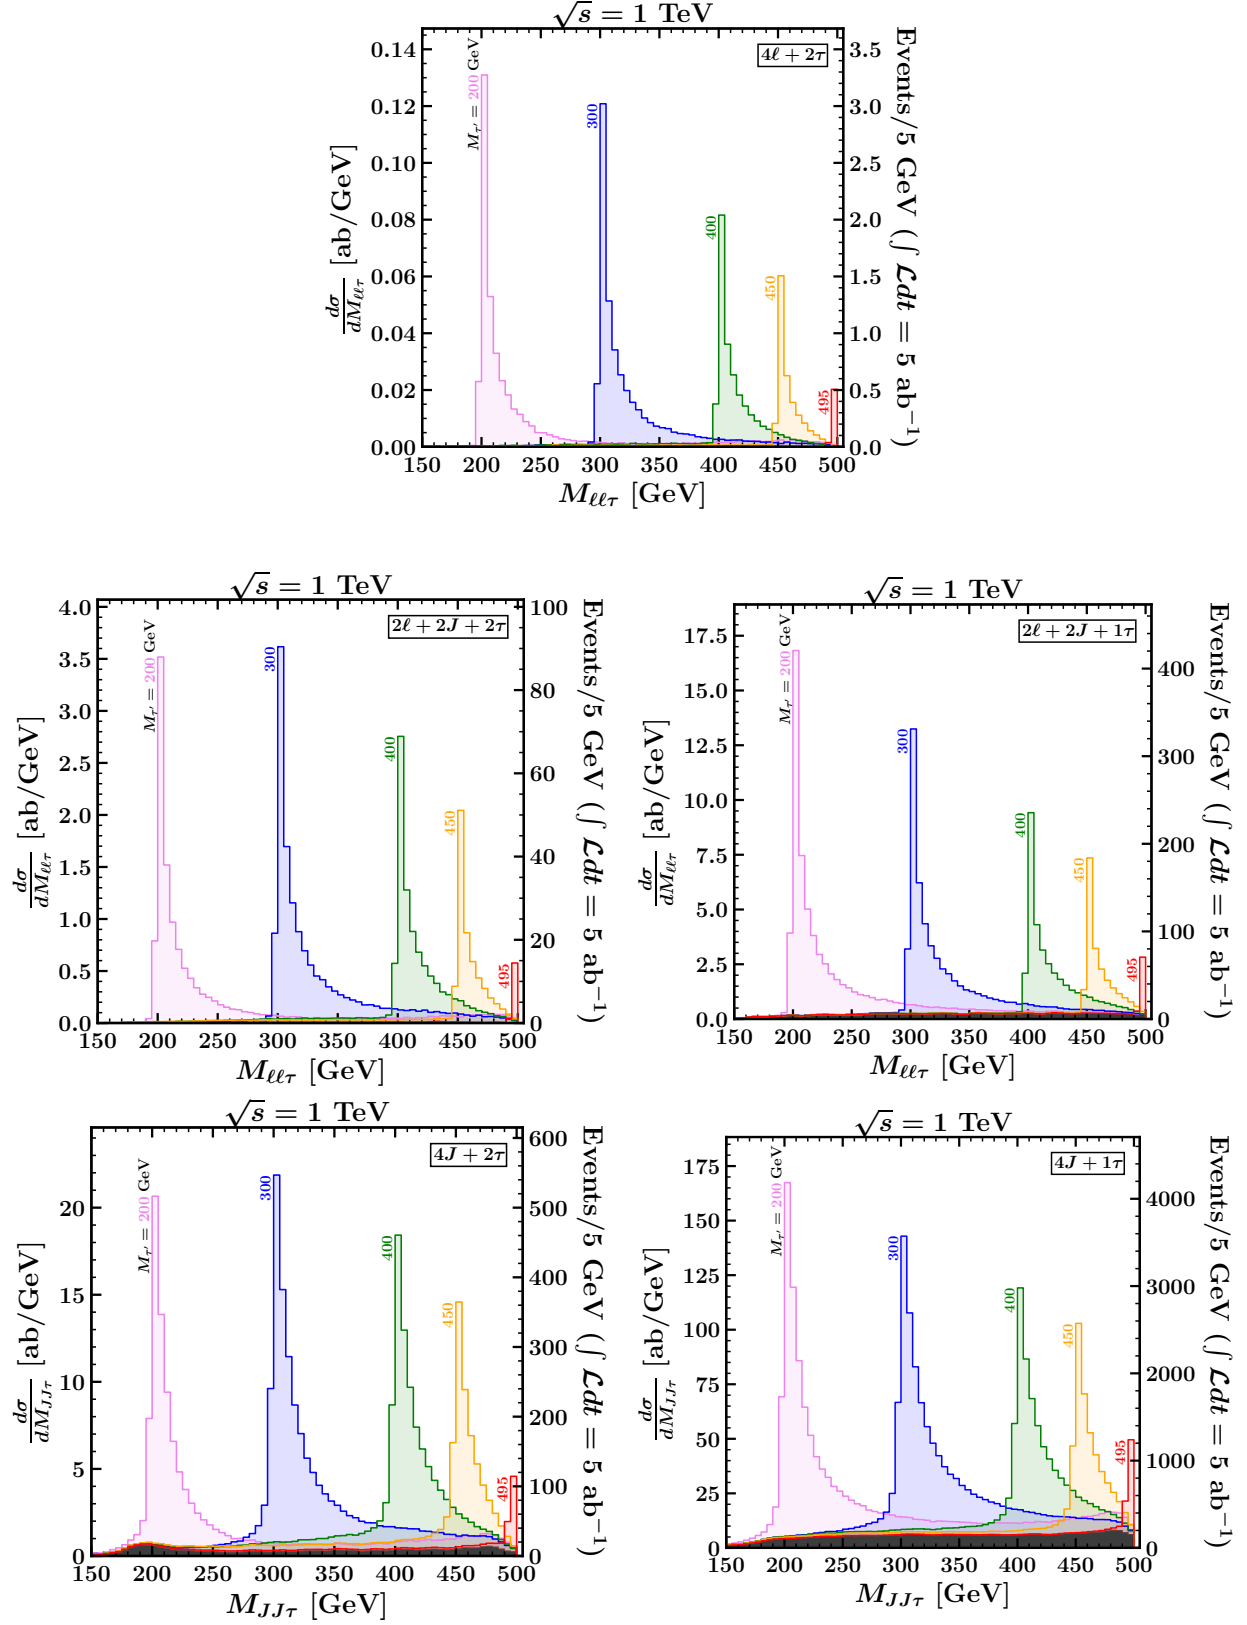 √s = 1 TeV
4ℓ + 2τ
M_τ′ = 200 GeV
300
400
450
495
0.14
0.12
0.10
0.08
0.06
0.04
0.02
0.00
dσ/dM_ℓℓτ [ab/GeV]
3.5
3.0
2.5
2.0
1.5
1.0
0.5
0.0
Events/5 GeV (∫ ℒdt = 5 ab⁻¹)
150 200 250 300 350 400 450 500
M_ℓℓτ [GeV]
√s = 1 TeV
2ℓ + 2J + 2τ
M_τ′ = 200 GeV
300
400
450
495
4.0
3.5
3.0
2.5
2.0
1.5
1.0
0.5
0.0
dσ/dM_ℓℓτ [ab/GeV]
100
80
60
40
20
0
Events/5 GeV (∫ ℒdt = 5 ab⁻¹)
150 200 250 300 350 400 450 500
M_ℓℓτ [GeV]
√s = 1 TeV
2ℓ + 2J + 1τ
M_τ′ = 200 GeV
300
400
450
495
17.5
15.0
12.5
10.0
7.5
5.0
2.5
0.0
dσ/dM_ℓℓτ [ab/GeV]
400
300
200
100
0
Events/5 GeV (∫ ℒdt = 5 ab⁻¹)
150 200 250 300 350 400 450 500
M_ℓℓτ [GeV]
√s = 1 TeV
4J + 2τ
M_τ′ = 200 GeV
300
400
450
495
20
15
10
5
0
dσ/dM_JJτ [ab/GeV]
600
500
400
300
200
100
0
Events/5 GeV (∫ ℒdt = 5 ab⁻¹)
150 200 250 300 350 400 450 500
M_JJτ [GeV]
√s = 1 TeV
4J + 1τ
M_τ′ = 200 GeV
300
400
450
495
175
150
125
100
75
50
25
0
dσ/dM_JJτ [ab/GeV]
4000
3000
2000
1000
0
Events/5 GeV (∫ ℒdt = 5 ab⁻¹)
150 200 250 300 350 400 450 500
M_JJτ [GeV]